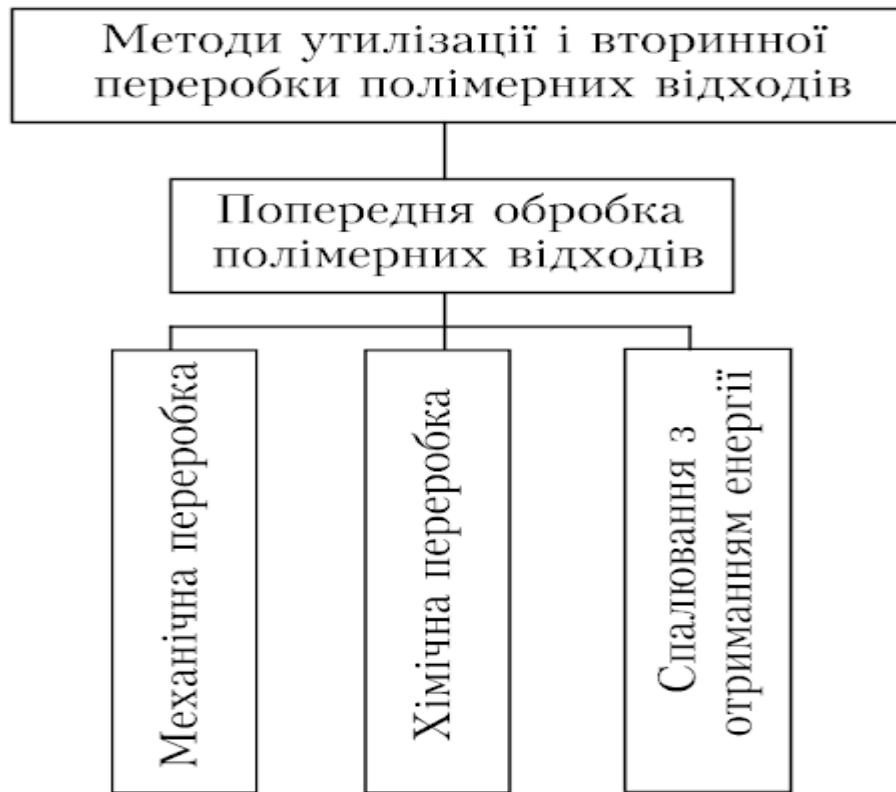 Методи утилізації і вторинної
переробки полімерних відходів
Попередня обробка
полімерних відходів
Механічна переробка
Хімічна переробка
Спалювання з
отриманням енергії